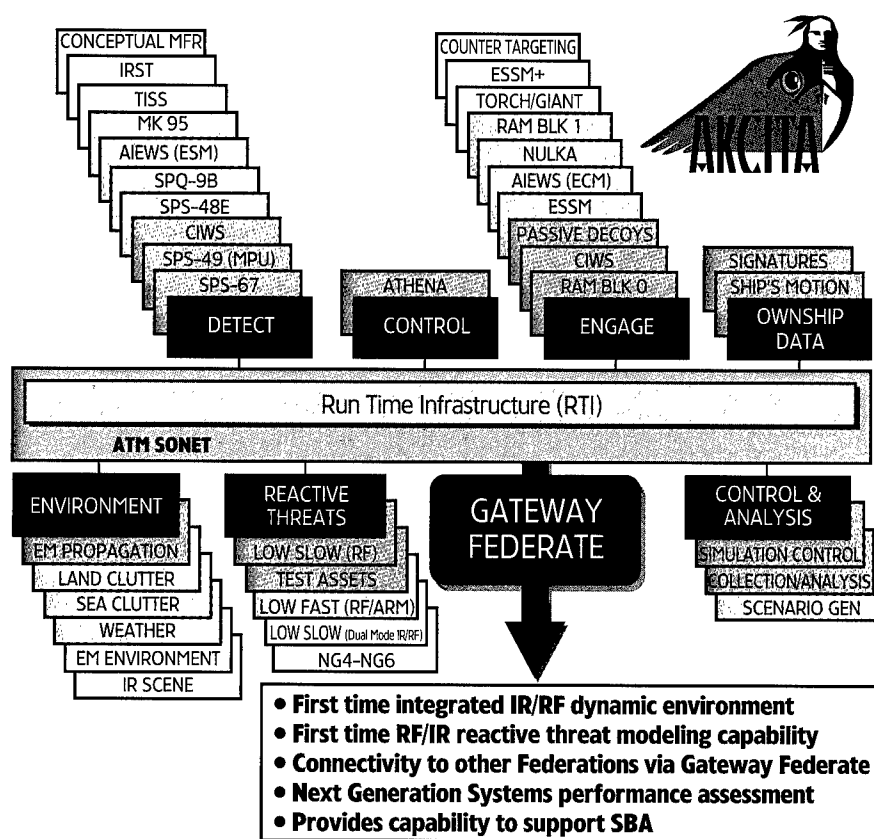 CONCEPTUAL MFR
IRST
TISS
MK 95
AIEWS (ESM)
SPQ-9B
SPS-48E
CIWS
SPS-49 (MPU)
SPS-67
DETECT
ATHENA
CONTROL
COUNTER TARGETING
ESSM+
TORCH/GIANT
RAM BLK 1
NULKA
AIEWS (ECM)
ESSM
PASSIVE DECOYS
CIWS
RAM BLK 0
ENGAGE
AKCITA
SIGNATURES
SHIP'S MOTION
OWNSHIP
DATA
Run Time Infrastructure (RTI)
ATM SONET
ENVIRONMENT
EM PROPAGATION
LAND CLUTTER
SEA CLUTTER
WEATHER
EM ENVIRONMENT
IR SCENE
REACTIVE
THREATS
LOW SLOW (RF)
TEST ASSETS
LOW FAST (RF/ARM)
LOW SLOW (Dual Mode IR/RF)
NG4-NG6
GATEWAY
FEDERATE
CONTROL &
ANALYSIS
SIMULATION CONTROL
COLLECTION/ANALYSIS
SCENARIO GEN
• First time integrated IR/RF dynamic environment
• First time RF/IR reactive threat modeling capability
• Connectivity to other Federations via Gateway Federate
• Next Generation Systems performance assessment
• Provides capability to support SBA